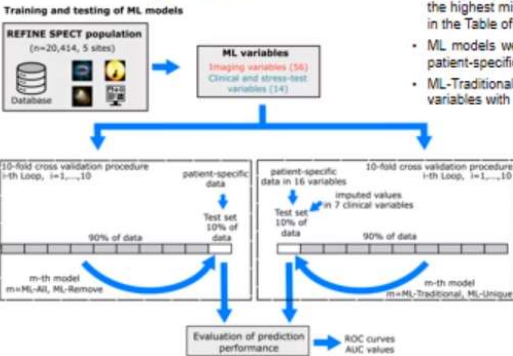 Training and testing of ML models
REFINE SPECT population
(n=20,414, 5 sites)
Database
ML variables
Imaging variables (56)
Clinical and stress-test
variables (14)
the highest mi
in the Table of
• ML models we
patient-specific
• ML-Traditional
variables with
10-fold cross validation procedure
i-th Loop, i=1,...,10
patient-specific
data
Test set
10% of
data
90% of data
m-th model
m=ML-All, ML-Remove
10-fold cross validation procedure
i-th Loop, i=1,...,10
patient-specific
data in 16 variables
imputed values
in 7 clinical variables
Test set
10% of
data
90% of data
m-th model
m=ML-Traditional, ML-Unique
Evaluation of prediction
performance
ROC curves
AUC values